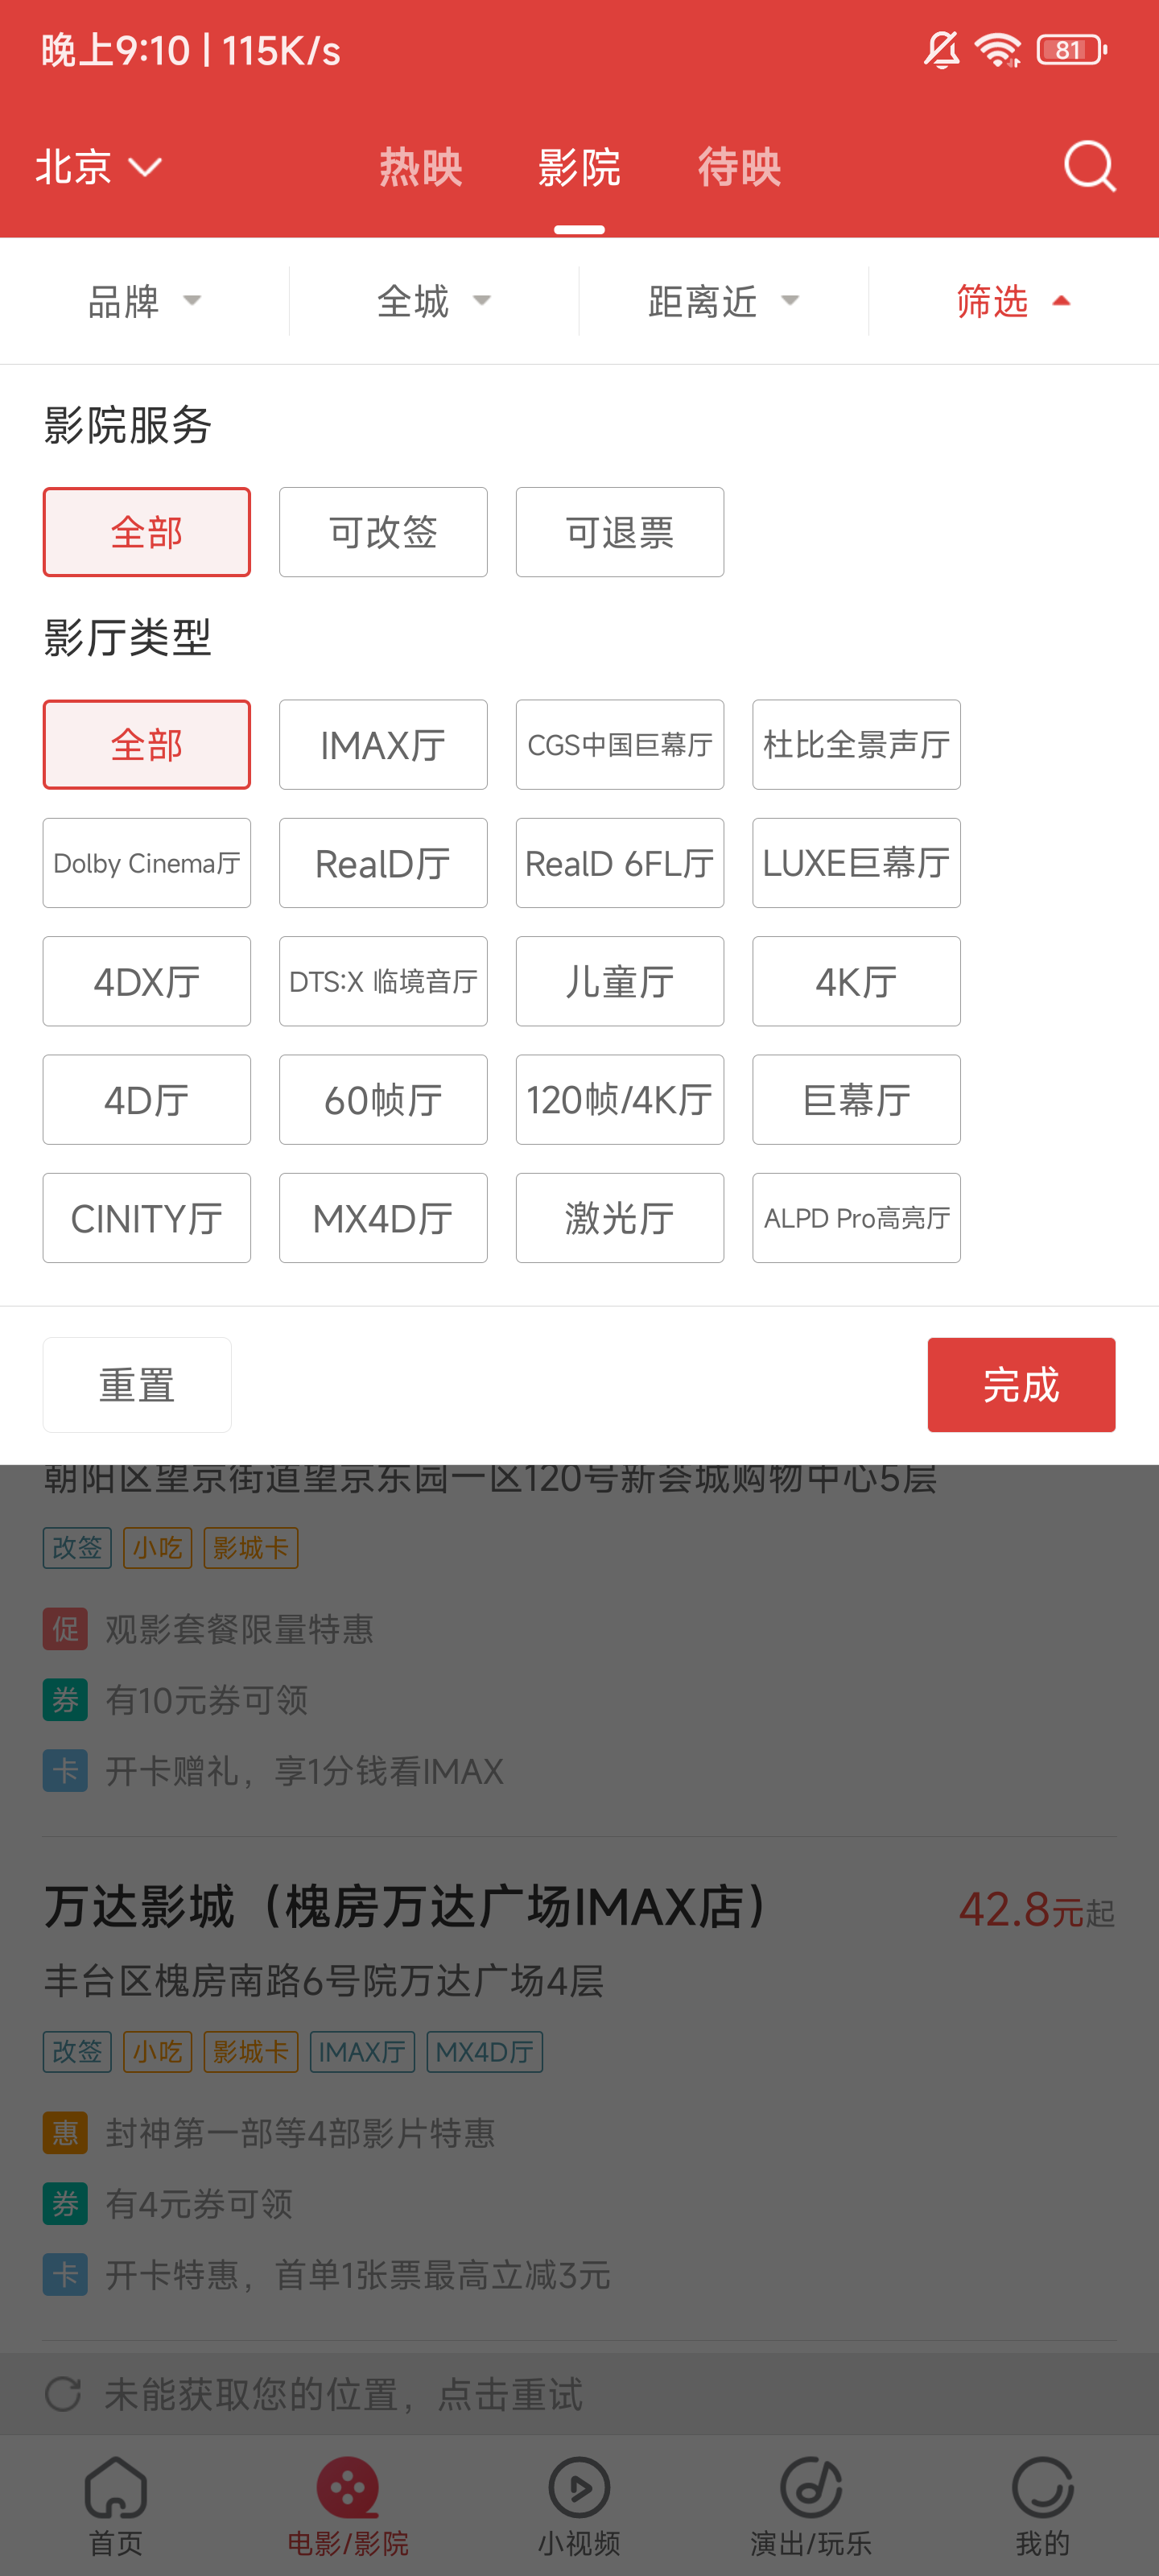 晚上9:10 | 115K/s 81
北京 热映 影院 待映
品牌 全城 距离近 筛选
影院服务
全部 可改签 可退票
影厅类型
全部 IMAX厅 CGS中国巨幕厅 杜比全景声厅
Dolby Cinema厅 RealD厅 RealD 6FL厅 LUXE巨幕厅
4DX厅 DTS:X 临境音厅 儿童厅 4K厅
4D厅 60帧厅 120帧/4K厅 巨幕厅
CINITY厅 MX4D厅 激光厅 ALPD Pro高亮厅
重置 完成
朝阳区望京街道望京东园一区120号新荟城购物中心5层
改签 小吃 影城卡
促 观影套餐限量特惠
券 有10元券可领
卡 开卡赠礼，享1分钱看IMAX
万达影城（槐房万达广场IMAX店） 42.8元起
丰台区槐房南路6号院万达广场4层
改签 小吃 影城卡 IMAX厅 MX4D厅
惠 封神第一部等4部影片特惠
券 有4元券可领
卡 开卡特惠，首单1张票最高立减3元
未能获取您的位置，点击重试
首页 电影/影院 小视频 演出/玩乐 我的